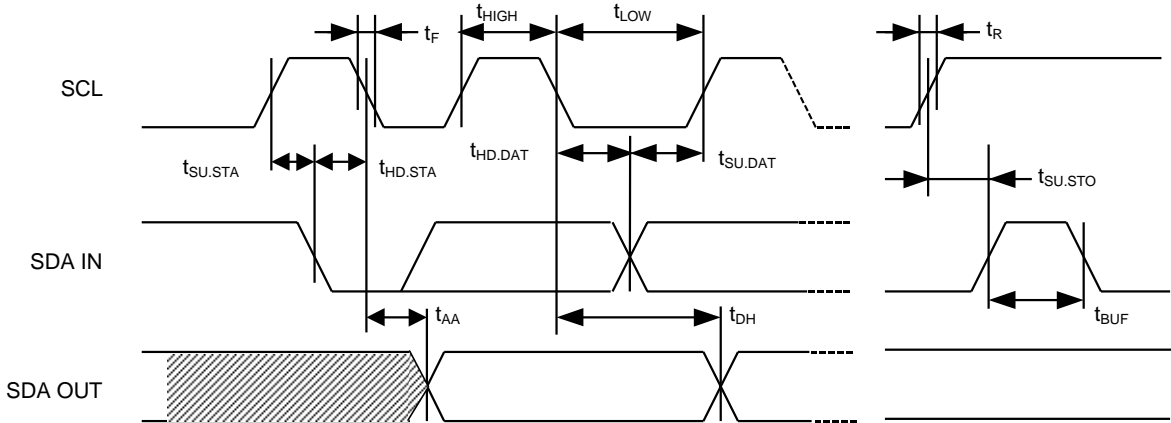 tHIGH
tLOW
tF
tR
SCL
tSU.STA
tHD.STA
tHD.DAT
tSU.DAT
tSU.STO
SDA IN
tAA
tDH
tBUF
SDA OUT